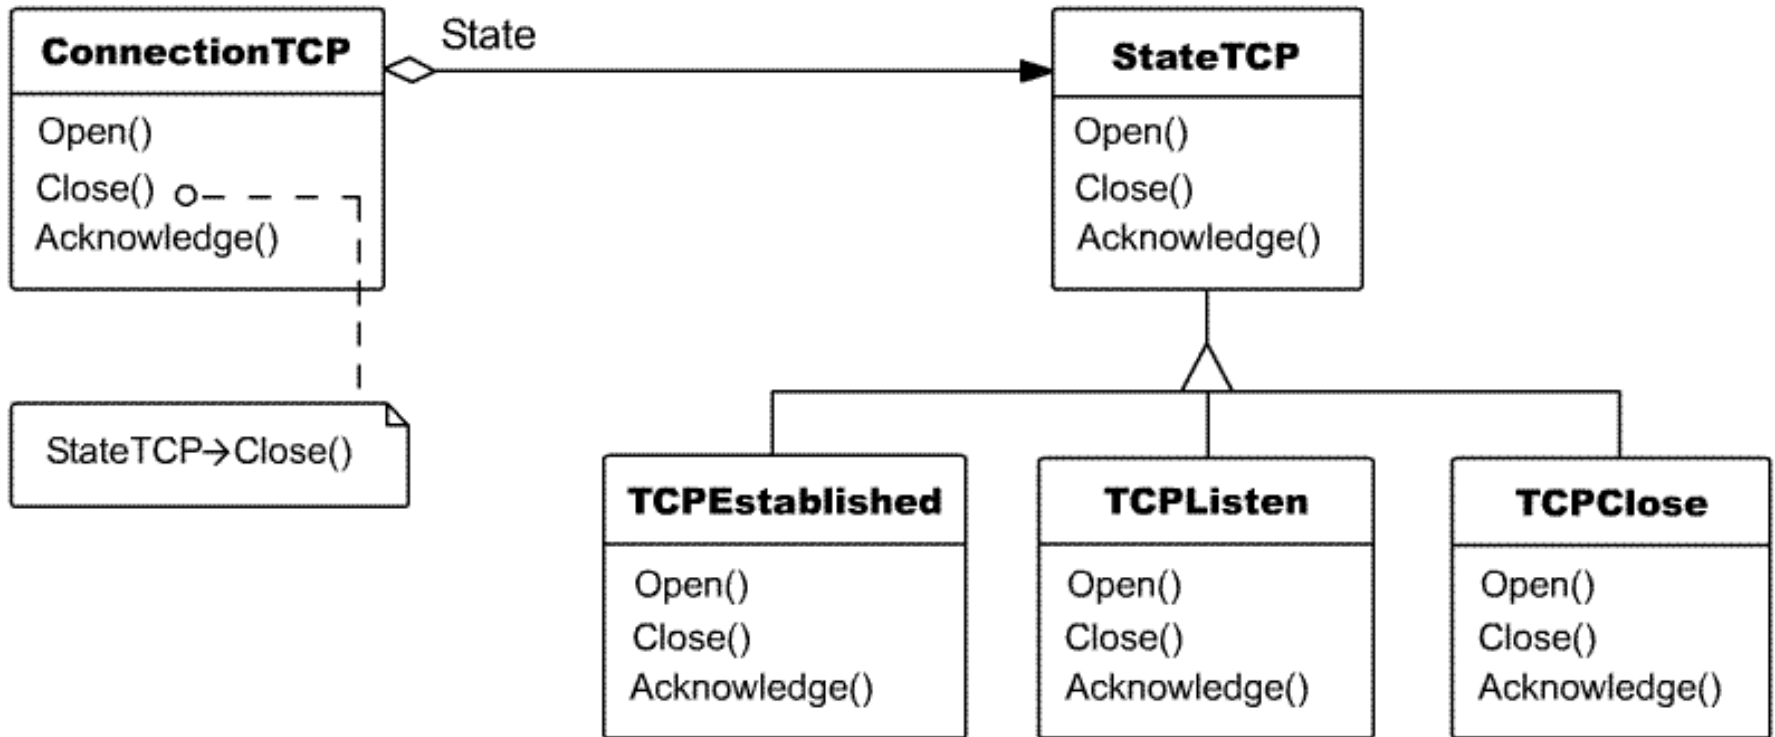 ConnectionTCP
Open()
Close()
Acknowledge()
State
StateTCP
Open()
Close()
Acknowledge()
StateTCP→Close()
TCPEstablished
Open()
Close()
Acknowledge()
TCPListen
Open()
Close()
Acknowledge()
TCPClose
Open()
Close()
Acknowledge()